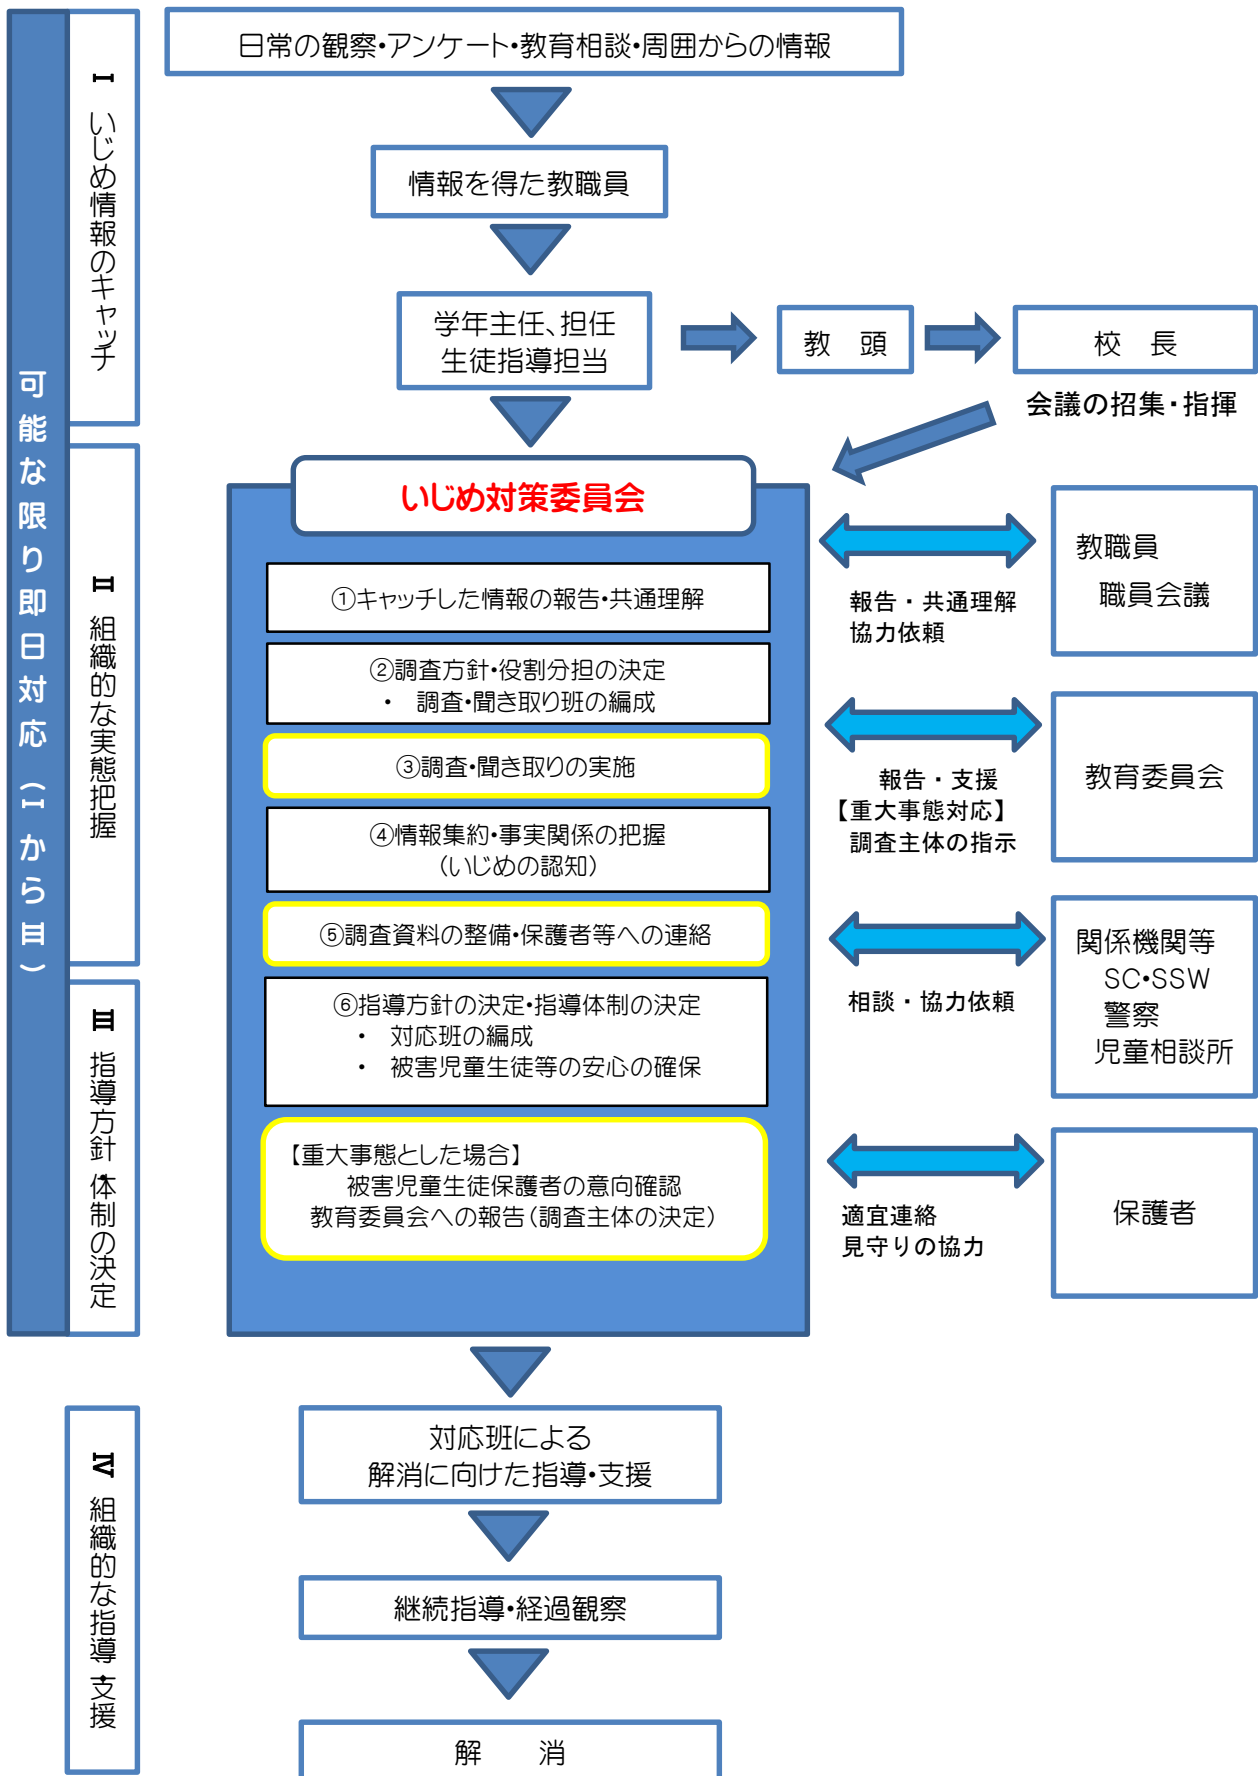 可能な限り即日対応（ⅠからⅢ）
Ⅰ いじめ情報のキャッチ
日常の観察・アンケート・教育相談・周囲からの情報
情報を得た教職員
学年主任、担任
生徒指導担当
教　頭
校　長
会議の招集・指揮
Ⅱ 組織的な実態把握
いじめ対策委員会
①キャッチした情報の報告・共通理解
②調査方針・役割分担の決定
・　調査・聞き取り班の編成
③調査・聞き取りの実施
④情報集約・事実関係の把握
（いじめの認知）
⑤調査資料の整備・保護者等への連絡
Ⅲ 指導方針・体制の決定
⑥指導方針の決定・指導体制の決定
・　対応班の編成
・　被害児童生徒等の安心の確保
【重大事態とした場合】
被害児童生徒保護者の意向確認
教育委員会への報告（調査主体の決定）
報告・共通理解
協力依頼
教職員
職員会議
報告・支援
【重大事態対応】
調査主体の指示
教育委員会
相談・協力依頼
関係機関等
SC・SSW
警察
児童相談所
適宜連絡
見守りの協力
保護者
Ⅳ 組織的な指導・支援
対応班による
解消に向けた指導・支援
継続指導・経過観察
解　　消